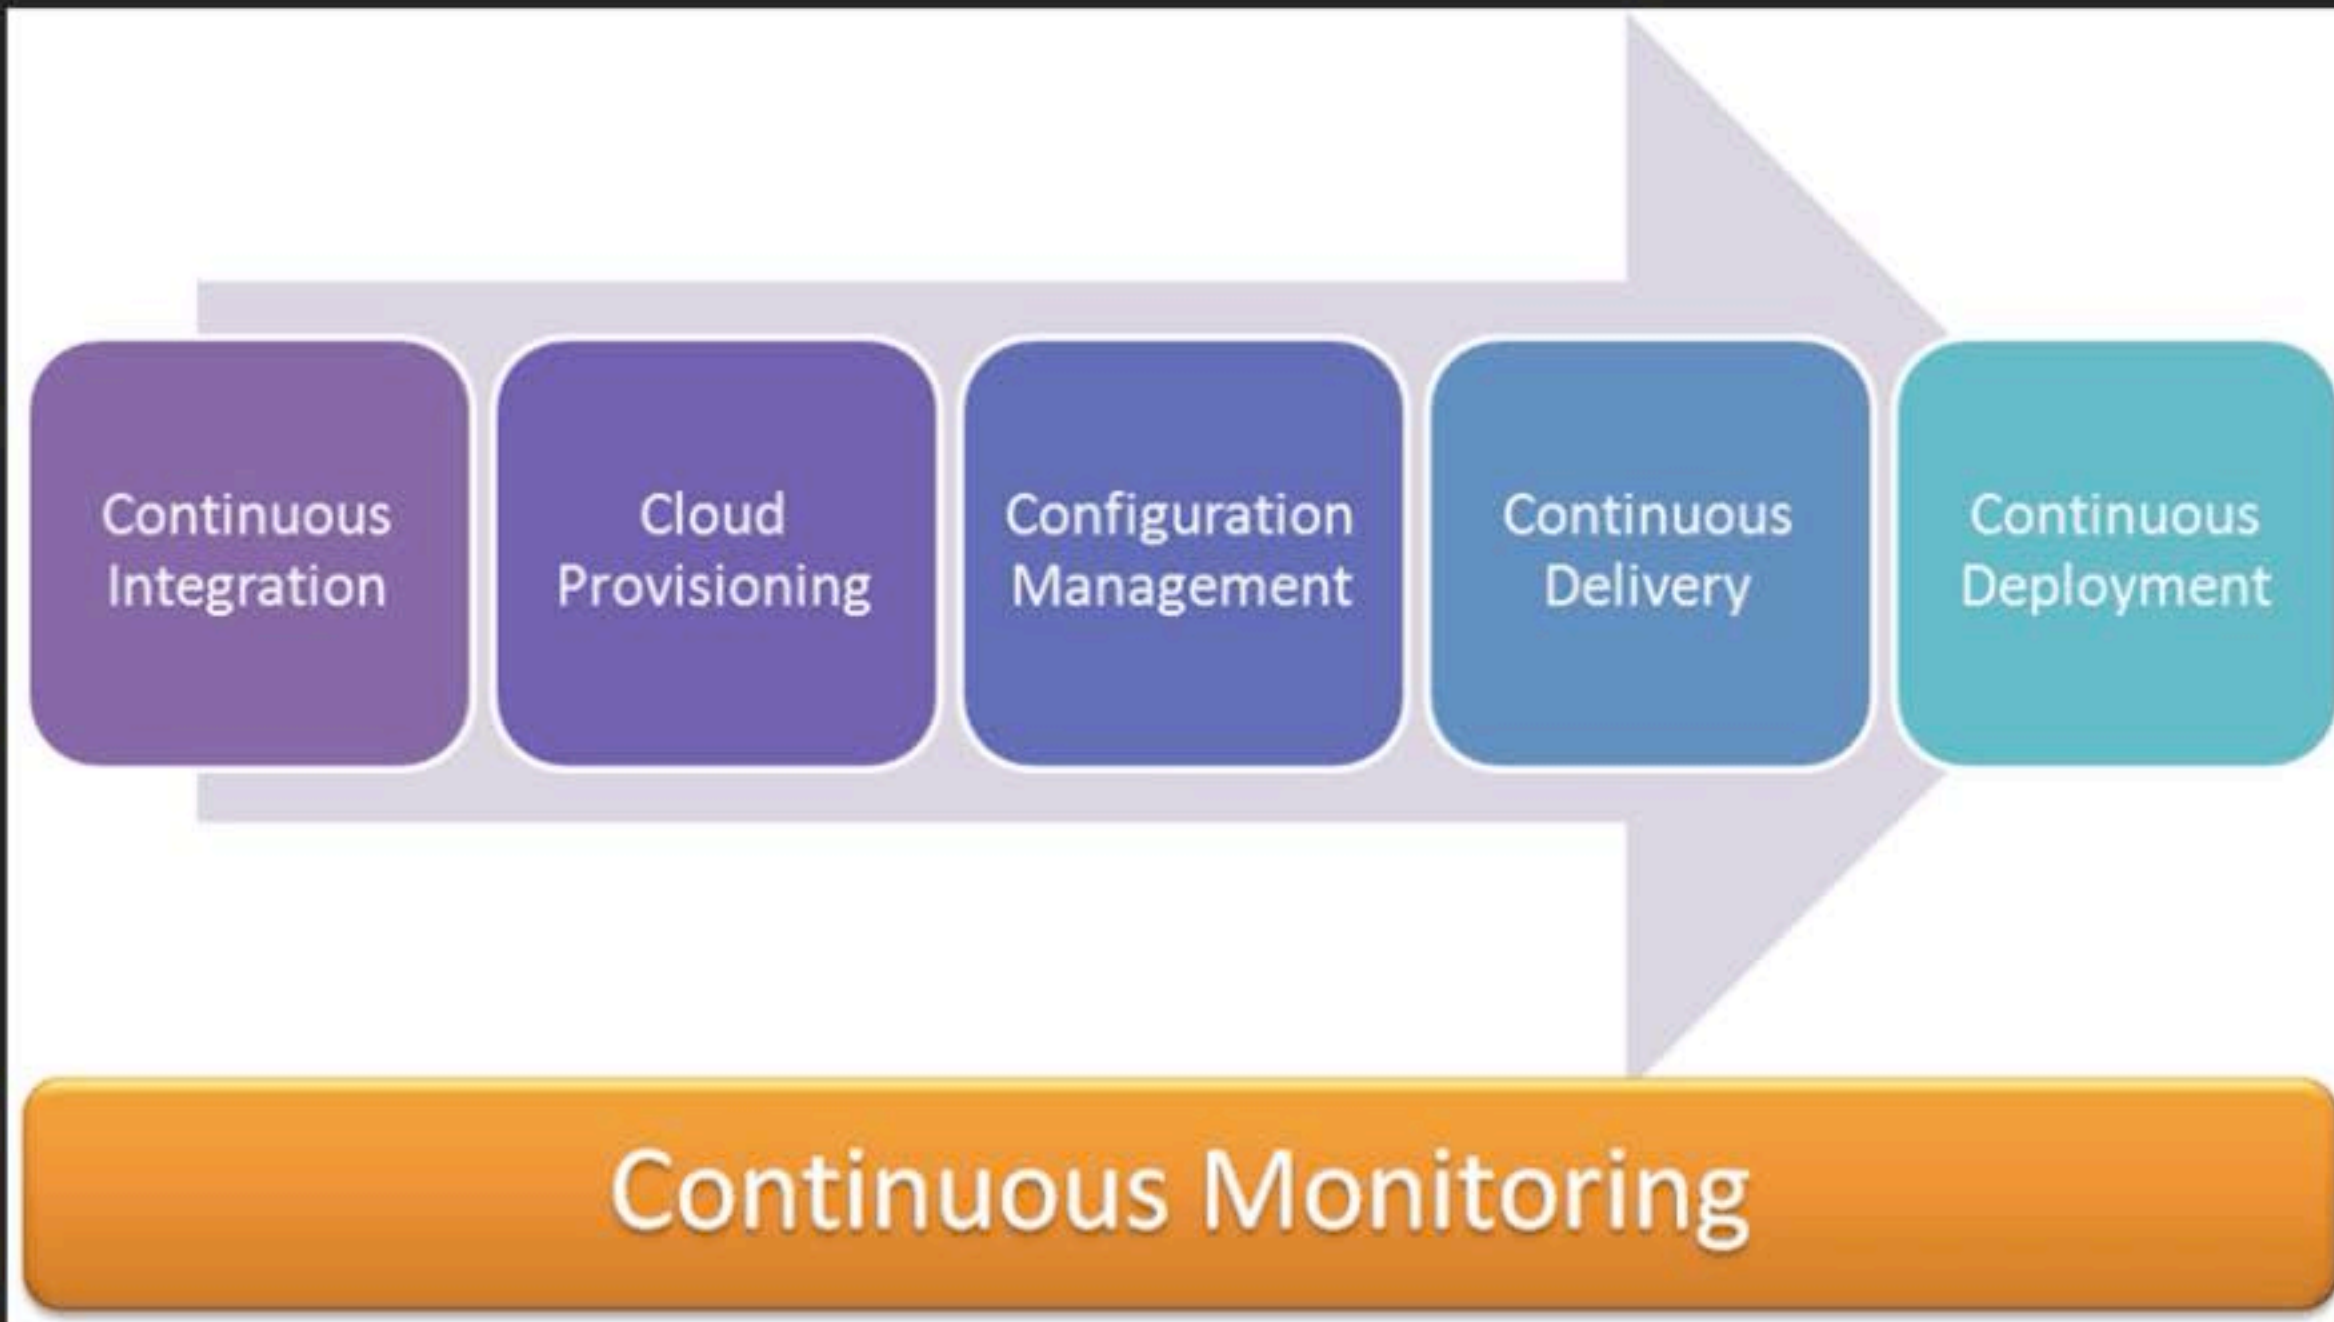 Continuous
Integration
Cloud
Provisioning
Configuration
Management
Continuous
Delivery
Continuous
Deployment
Continuous Monitoring